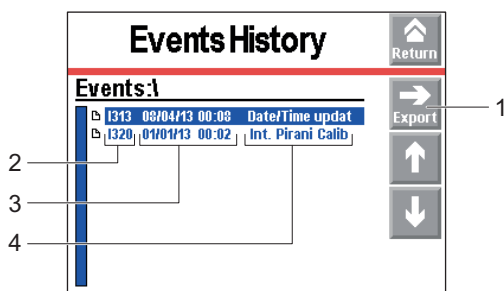 Events History
Return
Events:\
I313 08/04/13 00:08 Date/Time updat
I320 01/01/13 00:02 Int. Pirani Calib
Export
1
2
3
4